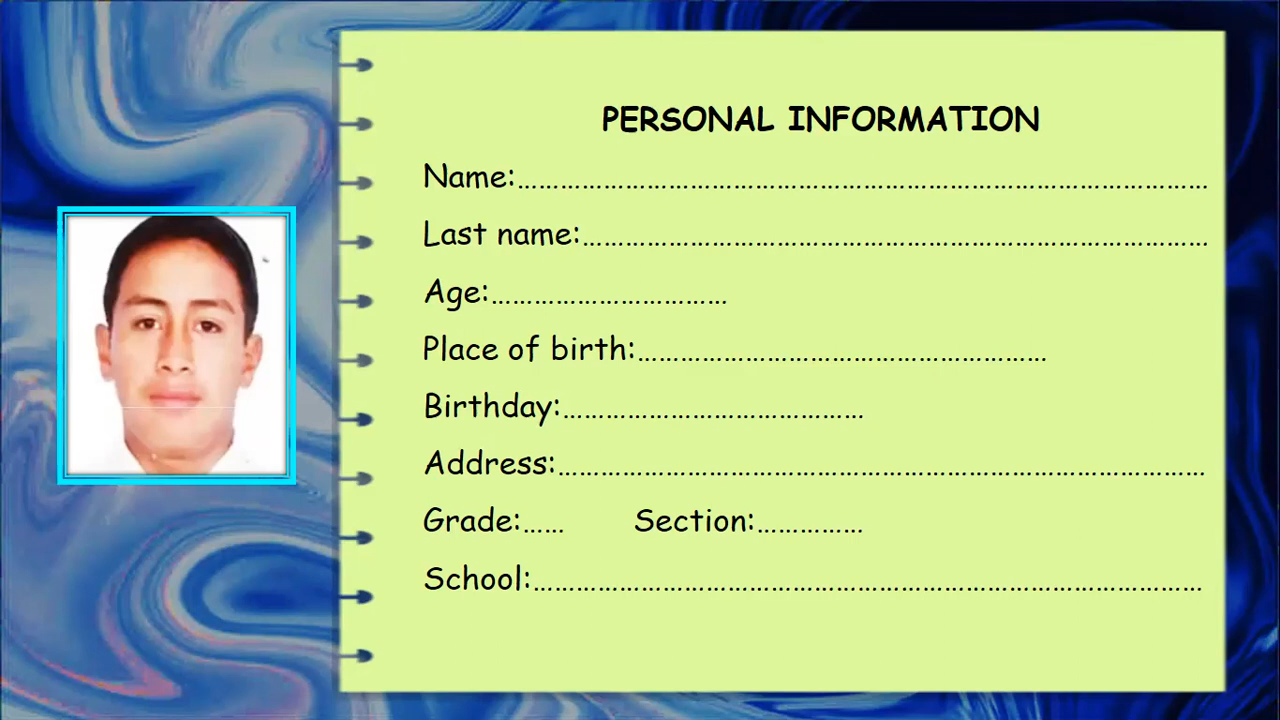 PERSONAL INFORMATION
Name:………………………………………………………………………………………
Last name:………………………………………………………………………………
Age:……………………………
Place of birth:…………………………………………………
Birthday:……………………………………
Address:…………………………………………………………………………………
Grade:…… Section:……………
School:……………………………………………………………………………………